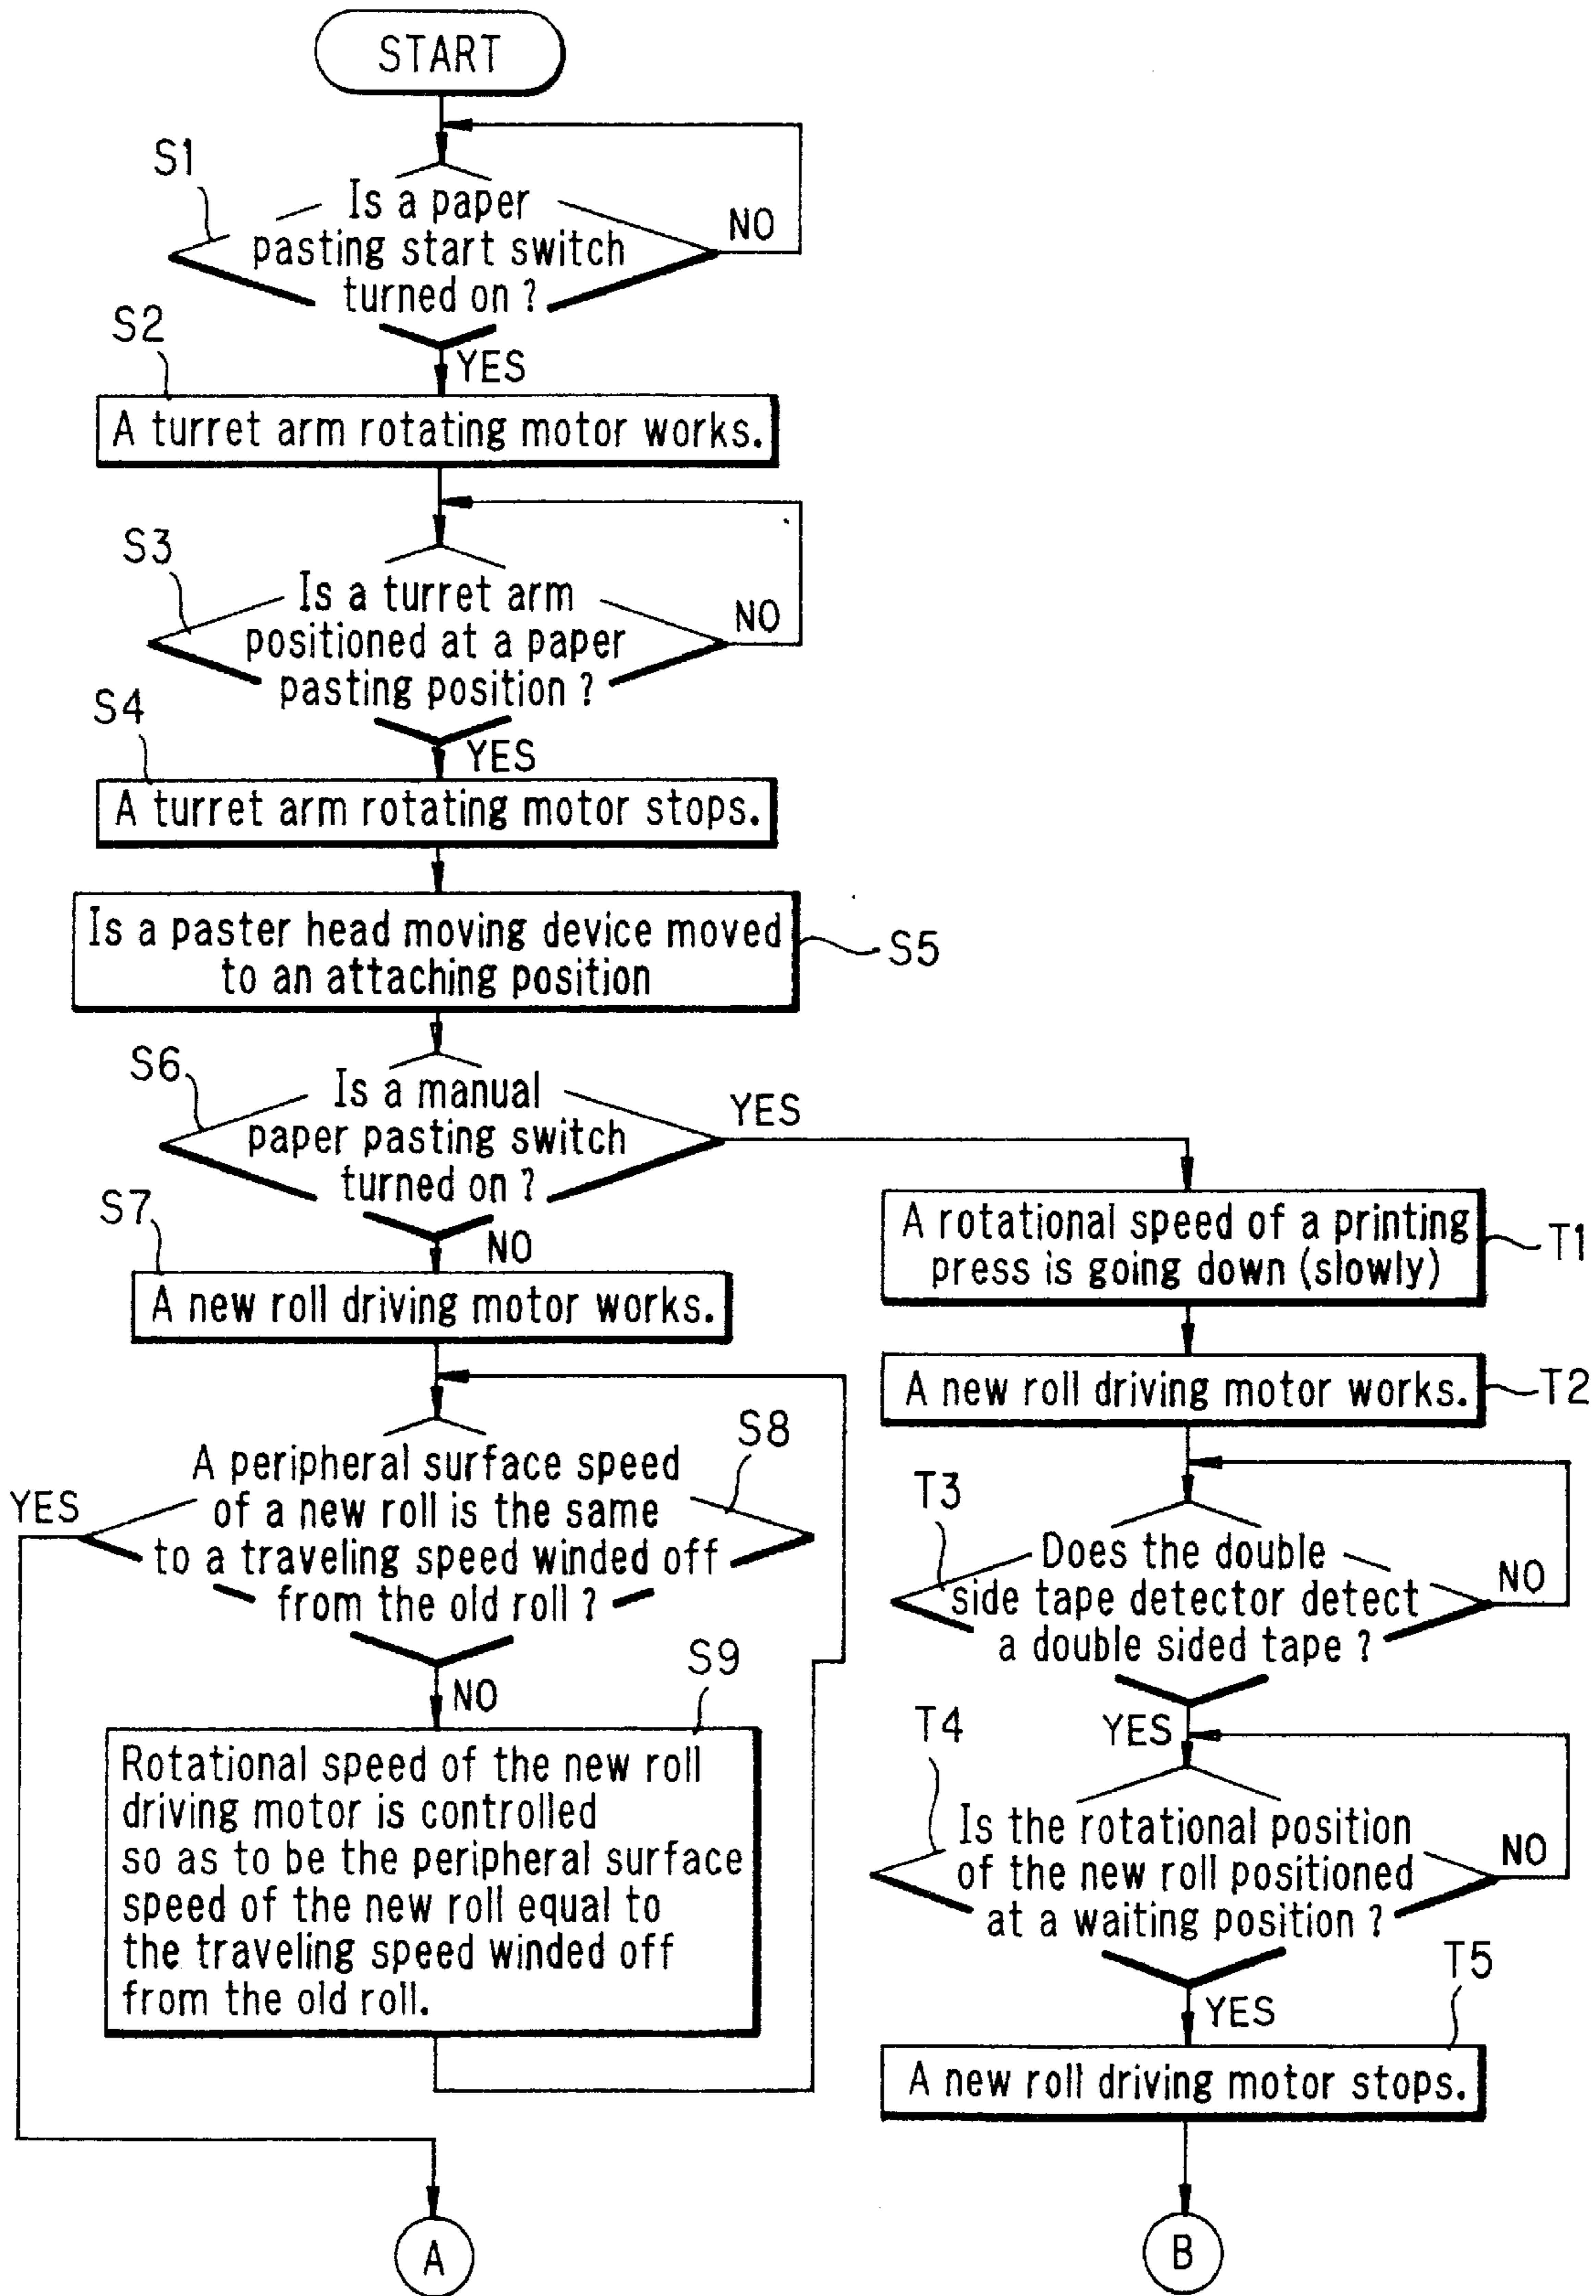 START
S1
Is a paper
pasting start switch
turned on ?
NO
YES
S2
A turret arm rotating motor works.
S3
Is a turret arm
positioned at a paper
pasting position ?
NO
YES
S4
A turret arm rotating motor stops.
Is a paster head moving device moved
to an attaching position
S5
S6
Is a manual
paper pasting switch
turned on ?
YES
NO
S7
A new roll driving motor works.
S8
A peripheral surface speed
of a new roll is the same
to a traveling speed winded off
from the old roll ?
YES
NO
S9
Rotational speed of the new roll
driving motor is controlled
so as to be the peripheral surface
speed of the new roll equal to
the traveling speed winded off
from the old roll.
A
A rotational speed of a printing
press is going down (slowly)
T1
A new roll driving motor works.
T2
T3
Does the double
side tape detector detect
a double sided tape ?
NO
YES
T4
Is the rotational position
of the new roll positioned
at a waiting position ?
NO
YES
T5
A new roll driving motor stops.
B